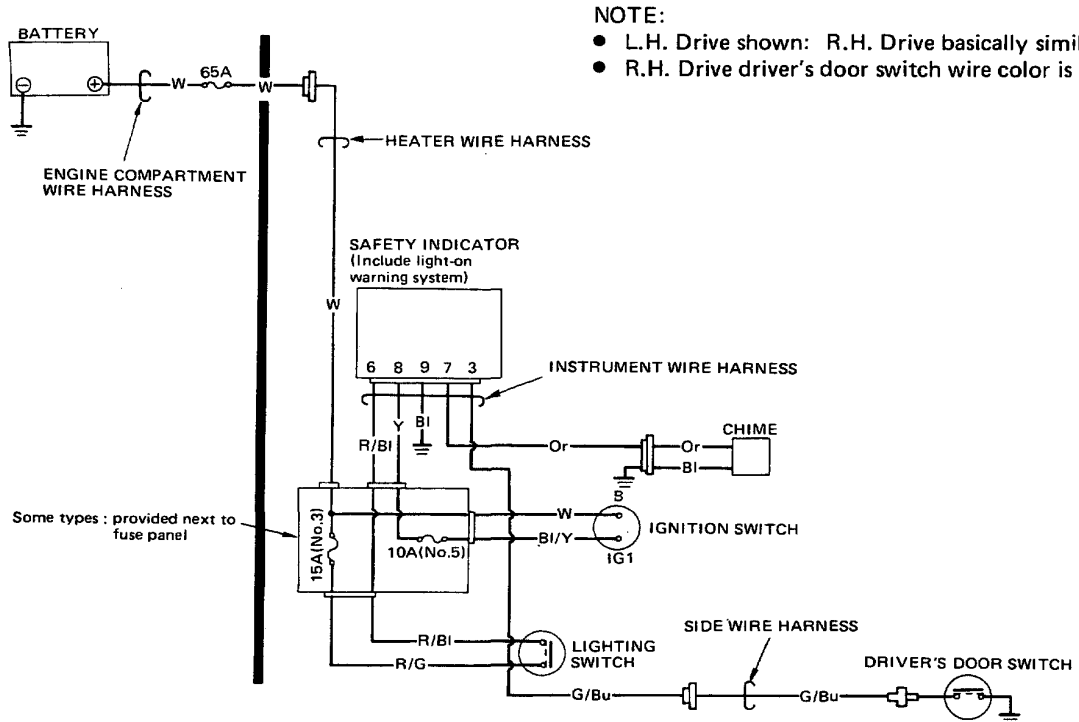 NOTE:
● L.H. Drive shown: R.H. Drive basically simil
● R.H. Drive driver's door switch wire color is
BATTERY
65A
W
W
ENGINE COMPARTMENT
WIRE HARNESS
HEATER WIRE HARNESS
W
SAFETY INDICATOR
(Include light-on
warning system)
6 8 9 7 3
INSTRUMENT WIRE HARNESS
R/Bl
Y
Bl
Or
Or
Bl
CHIME
Some types : provided next to
fuse panel
15A(No.3)
10A(No.5)
W
Bl/Y
B
IG1
IGNITION SWITCH
R/Bl
R/G
LIGHTING
SWITCH
SIDE WIRE HARNESS
DRIVER'S DOOR SWITCH
G/Bu
G/Bu